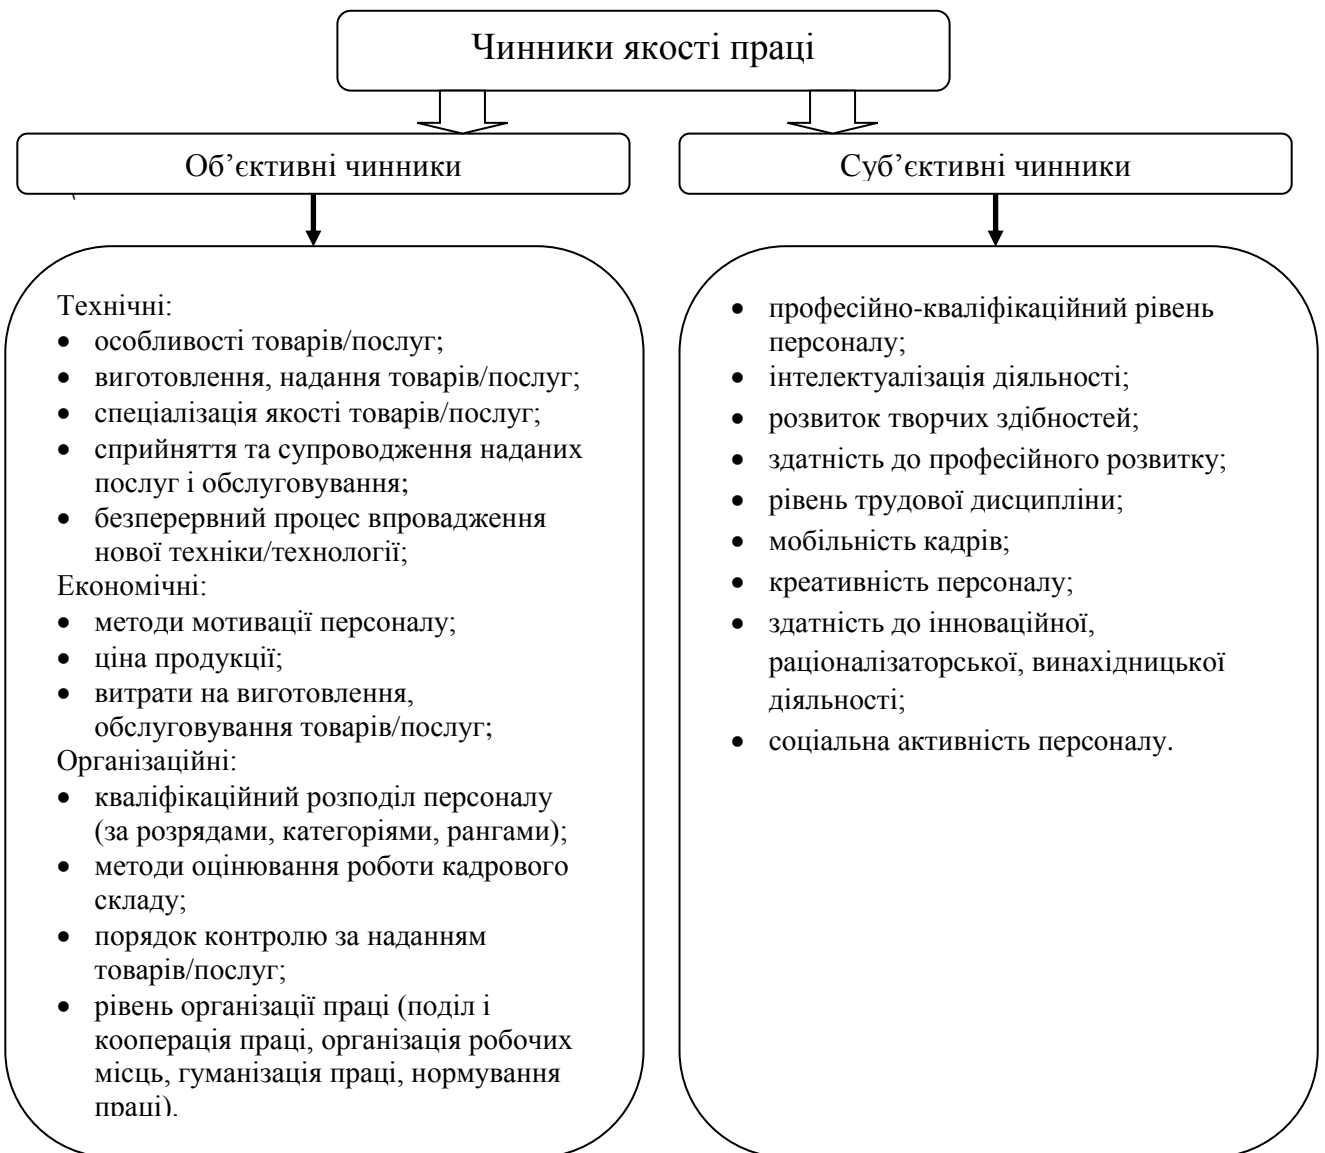 Чинники якості праці
Об’єктивні чинники
Суб’єктивні чинники
Технічні:
• особливості товарів/послуг;
• виготовлення, надання товарів/послуг;
• спеціалізація якості товарів/послуг;
• сприйняття та супроводження наданих
послуг і обслуговування;
• безперервний процес впровадження
нової техніки/технології;
Економічні:
• методи мотивації персоналу;
• ціна продукції;
• витрати на виготовлення,
обслуговування товарів/послуг;
Організаційні:
• кваліфікаційний розподіл персоналу
(за розрядами, категоріями, рангами);
• методи оцінювання роботи кадрового
складу;
• порядок контролю за наданням
товарів/послуг;
• рівень організації праці (поділ і
кооперація праці, організація робочих
місць, гуманізація праці, нормування
праці).
• професійно-кваліфікаційний рівень
персоналу;
• інтелектуалізація діяльності;
• розвиток творчих здібностей;
• здатність до професійного розвитку;
• рівень трудової дисципліни;
• мобільність кадрів;
• креативність персоналу;
• здатність до інноваційної,
раціоналізаторської, винахідницької
діяльності;
• соціальна активність персоналу.